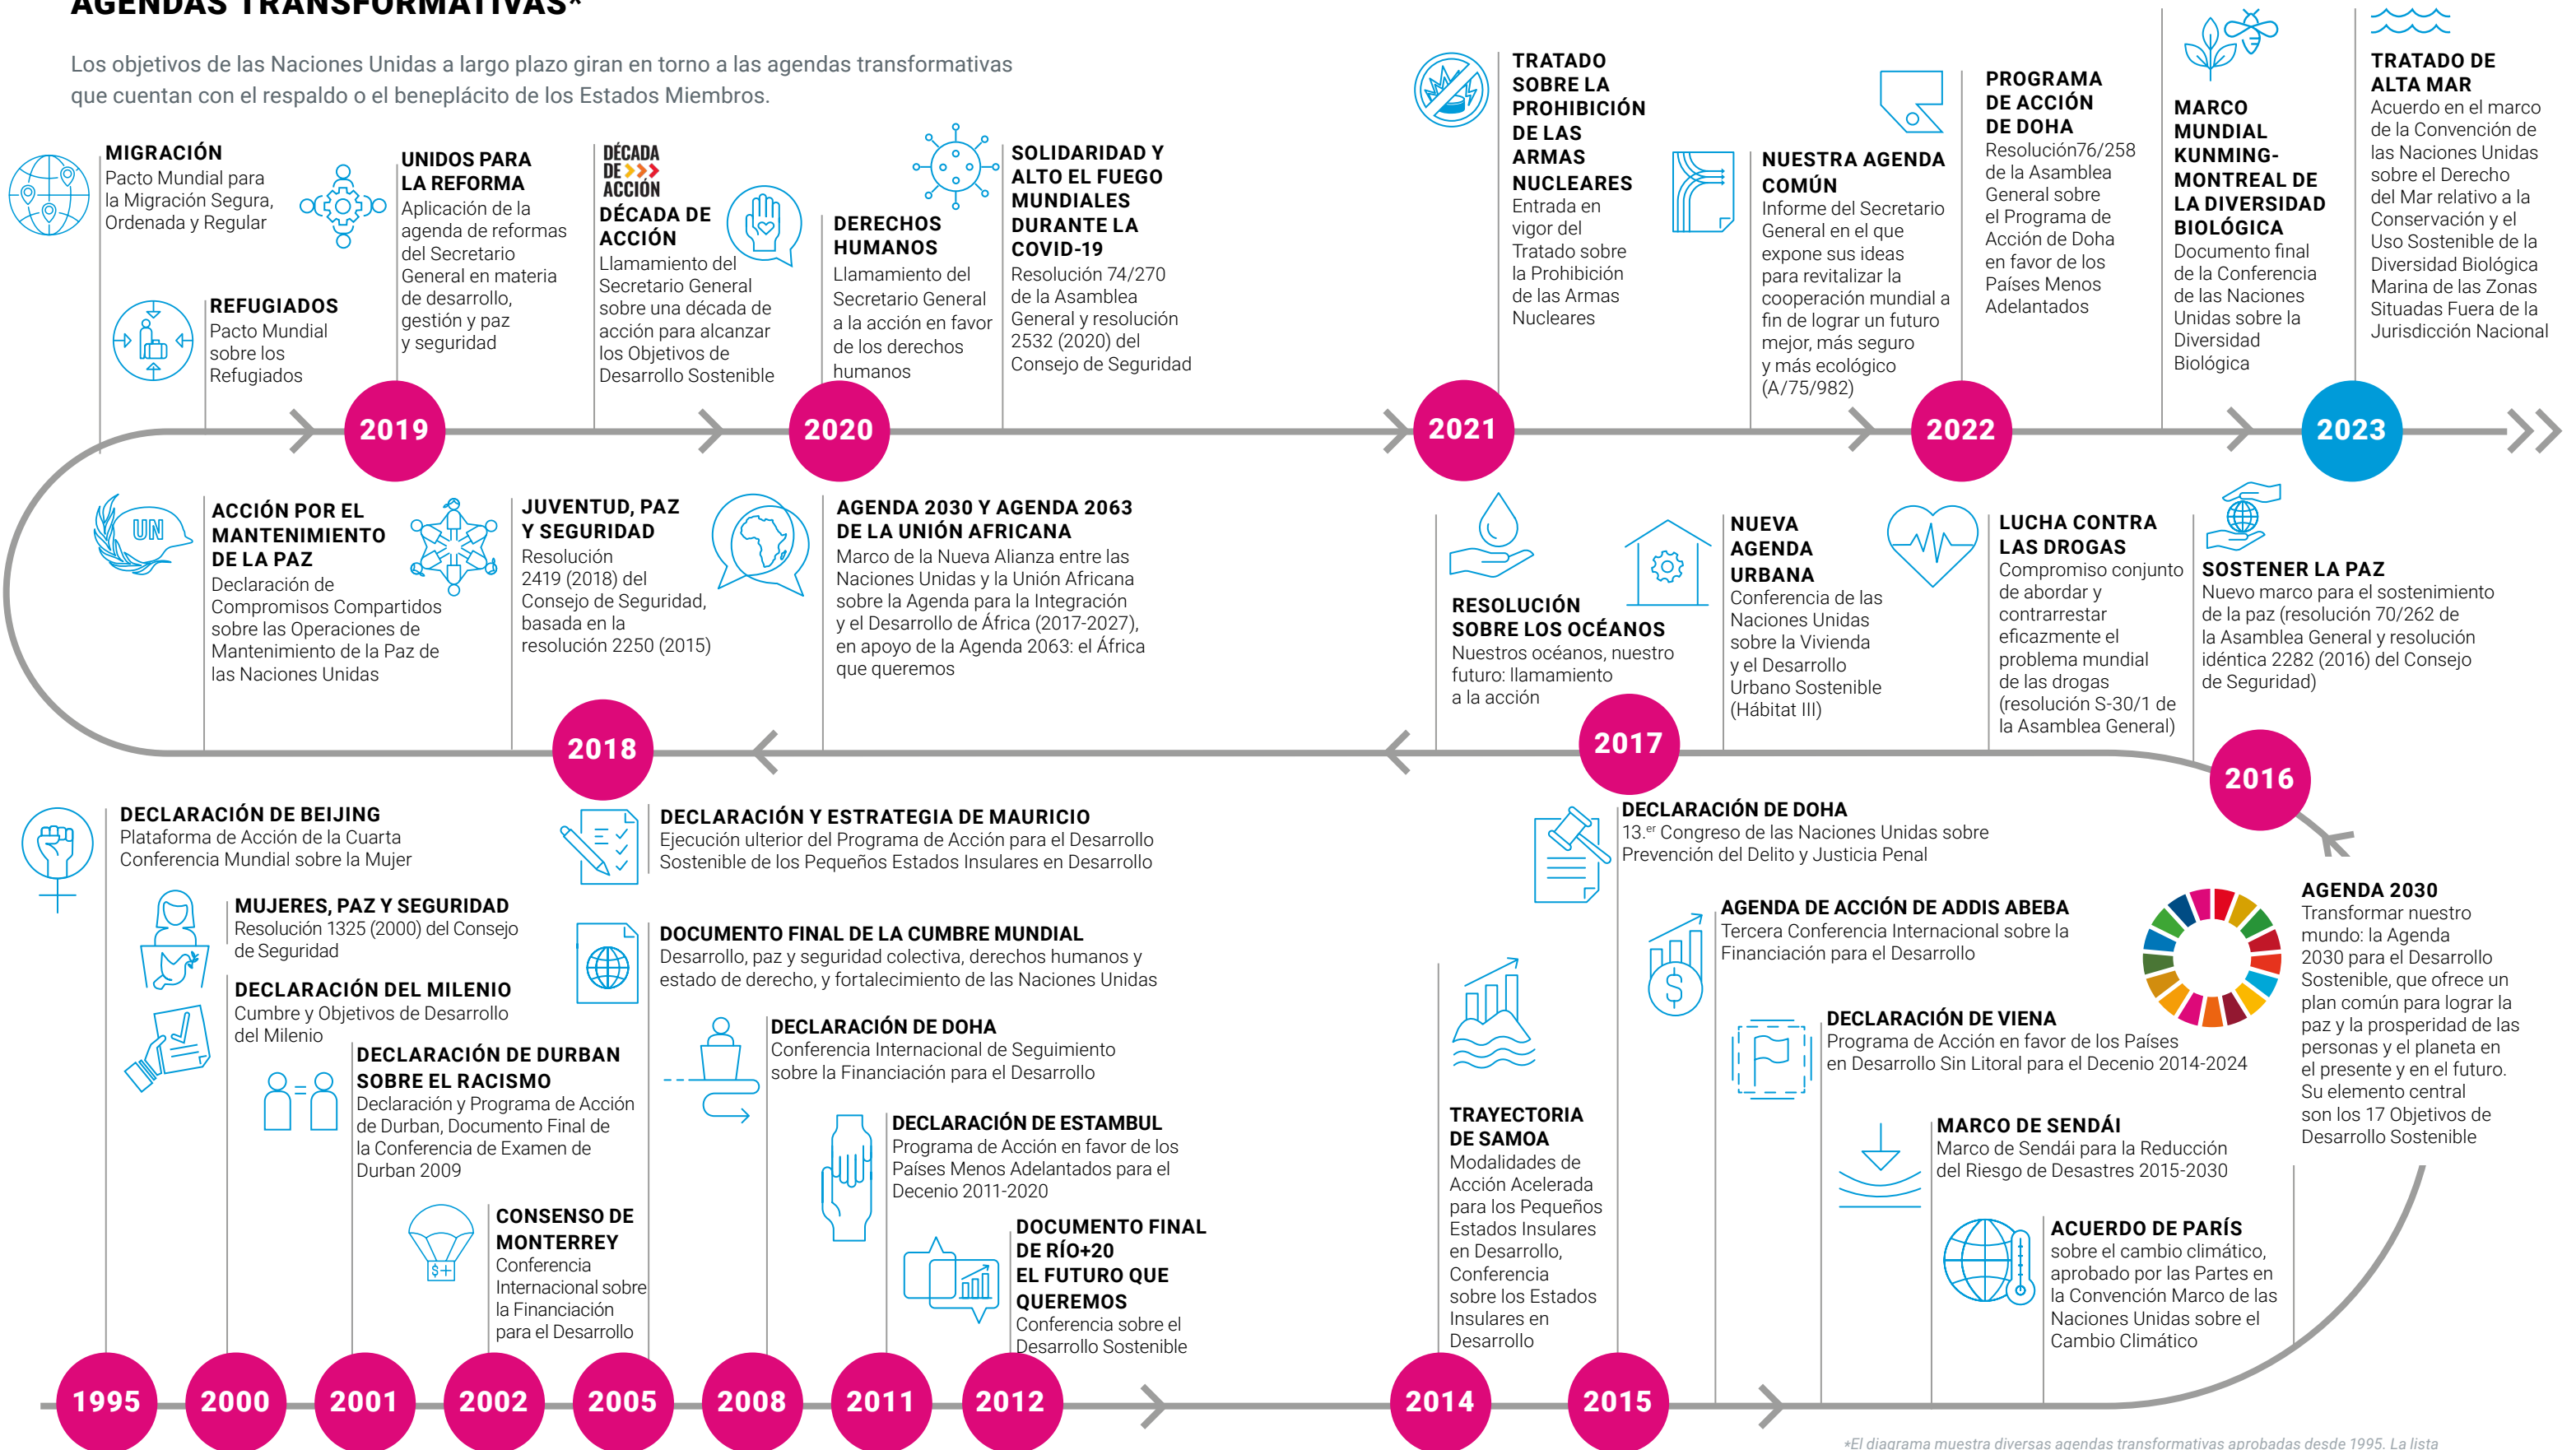 AGENDAS TRANSFORMATIVAS*
Los objetivos de las Naciones Unidas a largo plazo giran en torno a las agendas transformativas
que cuentan con el respaldo o el beneplácito de los Estados Miembros.
MIGRACIÓN
Pacto Mundial para
la Migración Segura,
Ordenada y Regular
REFUGIADOS
Pacto Mundial
sobre los
Refugiados
UNIDOS PARA
LA REFORMA
Aplicación de la
agenda de reformas
del Secretario
General en materia
de desarrollo,
gestión y paz
y seguridad
DÉCADA
DE
ACCIÓN
DÉCADA DE
ACCIÓN
Llamamiento del
Secretario General
sobre una década de
acción para alcanzar
los Objetivos de
Desarrollo Sostenible
DERECHOS
HUMANOS
Llamamiento del
Secretario General
a la acción en favor
de los derechos
humanos
SOLIDARIDAD Y
ALTO EL FUEGO
MUNDIALES
DURANTE LA
COVID-19
Resolución 74/270
de la Asamblea
General y resolución
2532 (2020) del
Consejo de Seguridad
TRATADO
SOBRE LA
PROHIBICIÓN
DE LAS
ARMAS
NUCLEARES
Entrada en
vigor del
Tratado sobre
la Prohibición
de las Armas
Nucleares
NUESTRA AGENDA
COMÚN
Informe del Secretario
General en el que
expone sus ideas
para revitalizar la
cooperación mundial a
fin de lograr un futuro
mejor, más seguro
y más ecológico
(A/75/982)
PROGRAMA
DE ACCIÓN
DE DOHA
Resolución76/258
de la Asamblea
General sobre
el Programa de
Acción de Doha
en favor de los
Países Menos
Adelantados
MARCO
MUNDIAL
KUNMING-
MONTREAL DE
LA DIVERSIDAD
BIOLÓGICA
Documento final
de la Conferencia
de las Naciones
Unidas sobre la
Diversidad
Biológica
TRATADO DE
ALTA MAR
Acuerdo en el marco
de la Convención de
las Naciones Unidas
sobre el Derecho
del Mar relativo a la
Conservación y el
Uso Sostenible de la
Diversidad Biológica
Marina de las Zonas
Situadas Fuera de la
Jurisdicción Nacional
2019
2020
2021
2022
2023
UN
ACCIÓN POR EL
MANTENIMIENTO
DE LA PAZ
Declaración de
Compromisos Compartidos
sobre las Operaciones de
Mantenimiento de la Paz de
las Naciones Unidas
JUVENTUD, PAZ
Y SEGURIDAD
Resolución
2419 (2018) del
Consejo de Seguridad,
basada en la
resolución 2250 (2015)
AGENDA 2030 Y AGENDA 2063
DE LA UNIÓN AFRICANA
Marco de la Nueva Alianza entre las
Naciones Unidas y la Unión Africana
sobre la Agenda para la Integración
y el Desarrollo de África (2017-2027),
en apoyo de la Agenda 2063: el África
que queremos
RESOLUCIÓN
SOBRE LOS OCÉANOS
Nuestros océanos, nuestro
futuro: llamamiento
a la acción
NUEVA
AGENDA
URBANA
Conferencia de las
Naciones Unidas
sobre la Vivienda
y el Desarrollo
Urbano Sostenible
(Hábitat III)
LUCHA CONTRA
LAS DROGAS
Compromiso conjunto
de abordar y
contrarrestar
eficazmente el
problema mundial
de las drogas
(resolución S-30/1 de
la Asamblea General)
SOSTENER LA PAZ
Nuevo marco para el sostenimiento
de la paz (resolución 70/262 de
la Asamblea General y resolución
idéntica 2282 (2016) del Consejo
de Seguridad)
2018
2017
2016
DECLARACIÓN DE BEIJING
Plataforma de Acción de la Cuarta
Conferencia Mundial sobre la Mujer
MUJERES, PAZ Y SEGURIDAD
Resolución 1325 (2000) del Consejo
de Seguridad
DECLARACIÓN DEL MILENIO
Cumbre y Objetivos de Desarrollo
del Milenio
DECLARACIÓN DE DURBAN
SOBRE EL RACISMO
Declaración y Programa de Acción
de Durban, Documento Final de
la Conferencia de Examen de
Durban 2009
$+
CONSENSO DE
MONTERREY
Conferencia
Internacional sobre
la Financiación
para el Desarrollo
DECLARACIÓN Y ESTRATEGIA DE MAURICIO
Ejecución ulterior del Programa de Acción para el Desarrollo
Sostenible de los Pequeños Estados Insulares en Desarrollo
DOCUMENTO FINAL DE LA CUMBRE MUNDIAL
Desarrollo, paz y seguridad colectiva, derechos humanos y
estado de derecho, y fortalecimiento de las Naciones Unidas
DECLARACIÓN DE DOHA
Conferencia Internacional de Seguimiento
sobre la Financiación para el Desarrollo
DECLARACIÓN DE ESTAMBUL
Programa de Acción en favor de los
Países Menos Adelantados para el
Decenio 2011-2020
DOCUMENTO FINAL
DE RÍO+20
EL FUTURO QUE
QUEREMOS
Conferencia sobre el
Desarrollo Sostenible
TRAYECTORIA
DE SAMOA
Modalidades de
Acción Acelerada
para los Pequeños
Estados Insulares
en Desarrollo,
Conferencia
sobre los Estados
Insulares en
Desarrollo
DECLARACIÓN DE DOHA
13.er Congreso de las Naciones Unidas sobre
Prevención del Delito y Justicia Penal
$
AGENDA DE ACCIÓN DE ADDIS ABEBA
Tercera Conferencia Internacional sobre la
Financiación para el Desarrollo
DECLARACIÓN DE VIENA
Programa de Acción en favor de los Países
en Desarrollo Sin Litoral para el Decenio 2014-2024
MARCO DE SENDÁI
Marco de Sendái para la Reducción
del Riesgo de Desastres 2015-2030
ACUERDO DE PARÍS
sobre el cambio climático,
aprobado por las Partes en
la Convención Marco de las
Naciones Unidas sobre el
Cambio Climático
AGENDA 2030
Transformar nuestro
mundo: la Agenda
2030 para el Desarrollo
Sostenible, que ofrece un
plan común para lograr la
paz y la prosperidad de las
personas y el planeta en
el presente y en el futuro.
Su elemento central
son los 17 Objetivos de
Desarrollo Sostenible
1995
2000
2001
2002
2005
2008
2011
2012
2014
2015
*El diagrama muestra diversas agendas transformativas aprobadas desde 1995. La lista